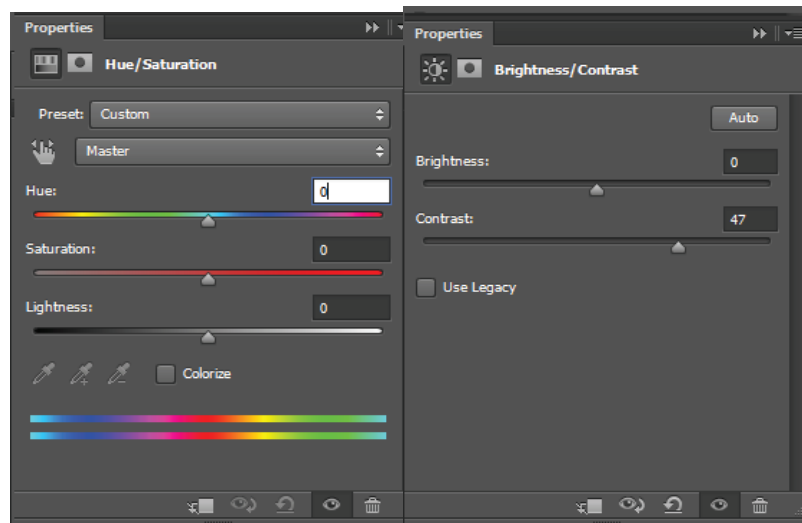 Properties
Hue/Saturation
Preset: Custom
Master
Hue: 0
Saturation: 0
Lightness: 0
Colorize
Properties
Brightness/Contrast
Auto
Brightness: 0
Contrast: 47
Use Legacy